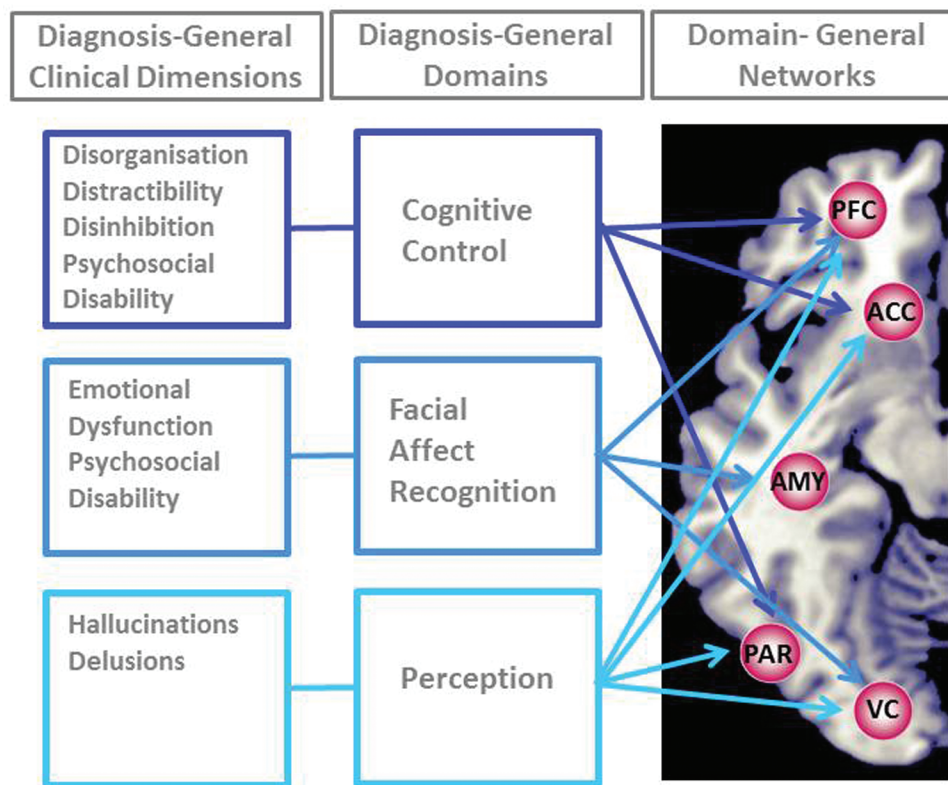 Diagnosis-General
Clinical Dimensions
Diagnosis-General
Domains
Domain- General
Networks
Disorganisation
Distractibility
Disinhibition
Psychosocial
Disability
Cognitive
Control
Emotional
Dysfunction
Psychosocial
Disability
Facial
Affect
Recognition
Hallucinations
Delusions
Perception
PFC
ACC
AMY
PAR
VC